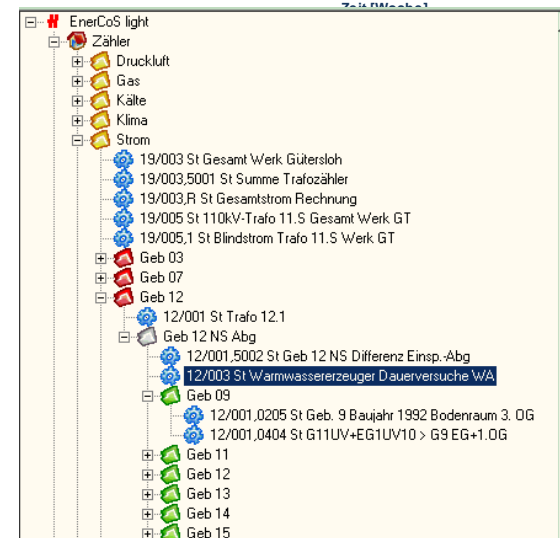 Zeit [Woche]
EnerCoS light
Zähler
Druckluft
Gas
Kälte
Klima
Strom
19/003 St Gesamt Werk Gütersloh
19/003,5001 St Summe Trafozähler
19/003,R St Gesamtstrom Rechnung
19/005 St 110kV-Trafo 11.S Gesamt Werk GT
19/005,1 St Blindstrom Trafo 11.S Werk GT
Geb 03
Geb 07
Geb 12
12/001 St Trafo 12.1
Geb 12 NS Abg
12/001,5002 St Geb 12 NS Differenz Einsp.-Abg
12/003 St Warmwassererzeuger Dauerversuche WA
Geb 09
12/001,0205 St Geb. 9 Baujahr 1992 Bodenraum 3. OG
12/001,0404 St G11UV+EG1UV10 > G9 EG+1.OG
Geb 11
Geb 12
Geb 13
Geb 14
Geb 15